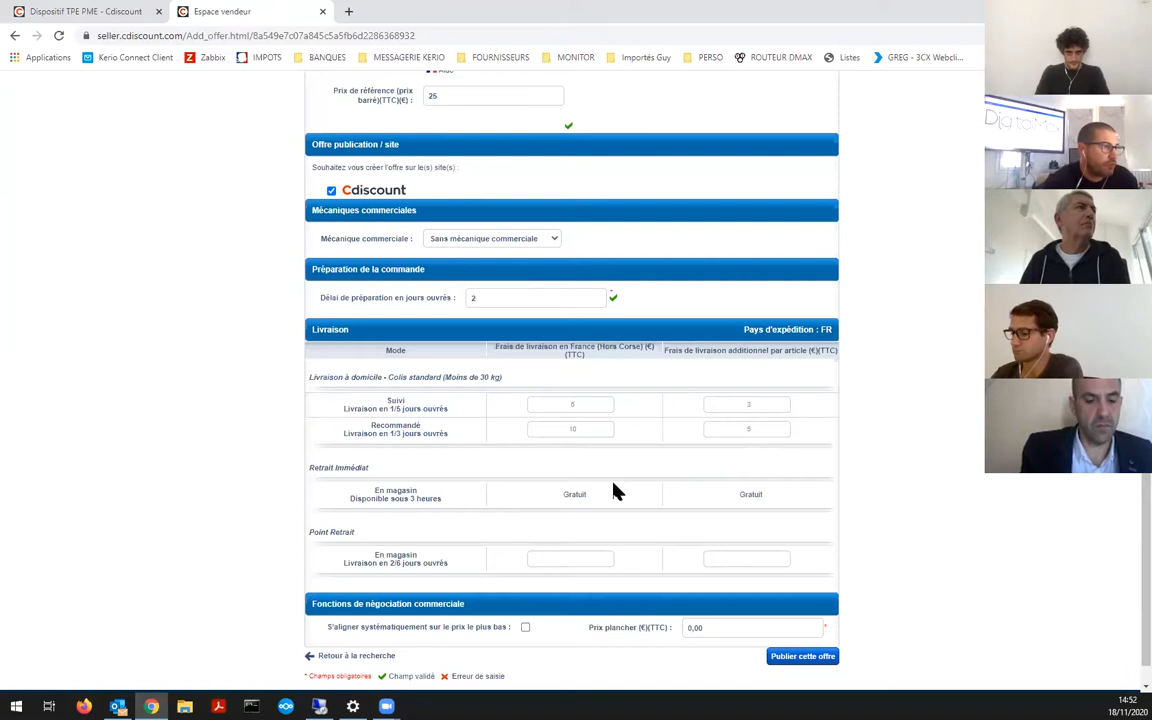 Dispositif TPE PME - Cdiscount
Espace vendeur
seller.cdiscount.com/Add_offer.html/8a549e7c07a845c5a5fb6d2286368932
Applications
Kerio Connect Client
Zabbix
IMPOTS
BANQUES
MESSAGERIE KERIO
FOURNISSEURS
MONITOR
Importés Guy
PERSO
ROUTEUR DMAX
Listes
GREG - 3CX Webcli...
Prix de référence (prix
barré)(TTC)(€) :
25
Offre publication / site
Souhaitez vous créer l'offre sur le(s) site(s) :
Cdiscount
Mécaniques commerciales
Mécanique commerciale :
Sans mécanique commerciale
Préparation de la commande
Délai de préparation en jours ouvrés :
2
Livraison
Pays d'expédition : FR
Mode
Frais de livraison en France (Hors Corse) (€)
(TTC)
Frais de livraison additionnel par article (€)(TTC)
Livraison à domicile - Colis standard (Moins de 30 kg)
Suivi
Livraison en 1/5 jours ouvrés
3
Recommandé
Livraison en 1/3 jours ouvrés
10
5
Retrait Immédiat
En magasin
Disponible sous 3 heures
Gratuit
Gratuit
Point Retrait
En magasin
Livraison en 2/6 jours ouvrés
Fonctions de négociation commerciale
S'aligner systématiquement sur le prix le plus bas :
Prix plancher (€)(TTC) :
0,00
*
Retour à la recherche
Publier cette offre
* Champs obligatoires
Champ validé
Erreur de saisie
14:52
18/11/2020